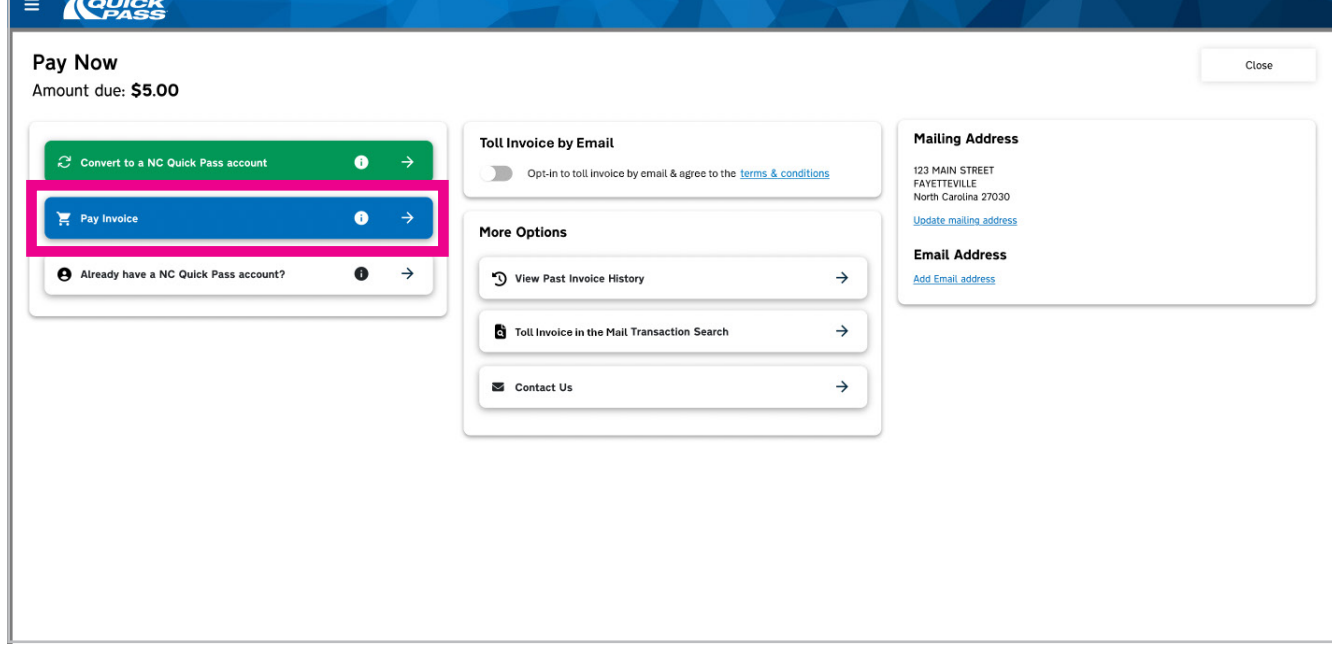 QUICK
PASS
Pay Now
Close
Amount due: $5.00
Convert to a NC Quick Pass account
Pay Invoice
Already have a NC Quick Pass account?
Toll Invoice by Email
Opt-in to toll invoice by email & agree to the terms & conditions
More Options
View Past Invoice History
Toll Invoice in the Mail Transaction Search
Contact Us
Mailing Address
123 MAIN STREET
FAYETTEVILLE
North Carolina 27030
Update mailing address
Email Address
Add Email address